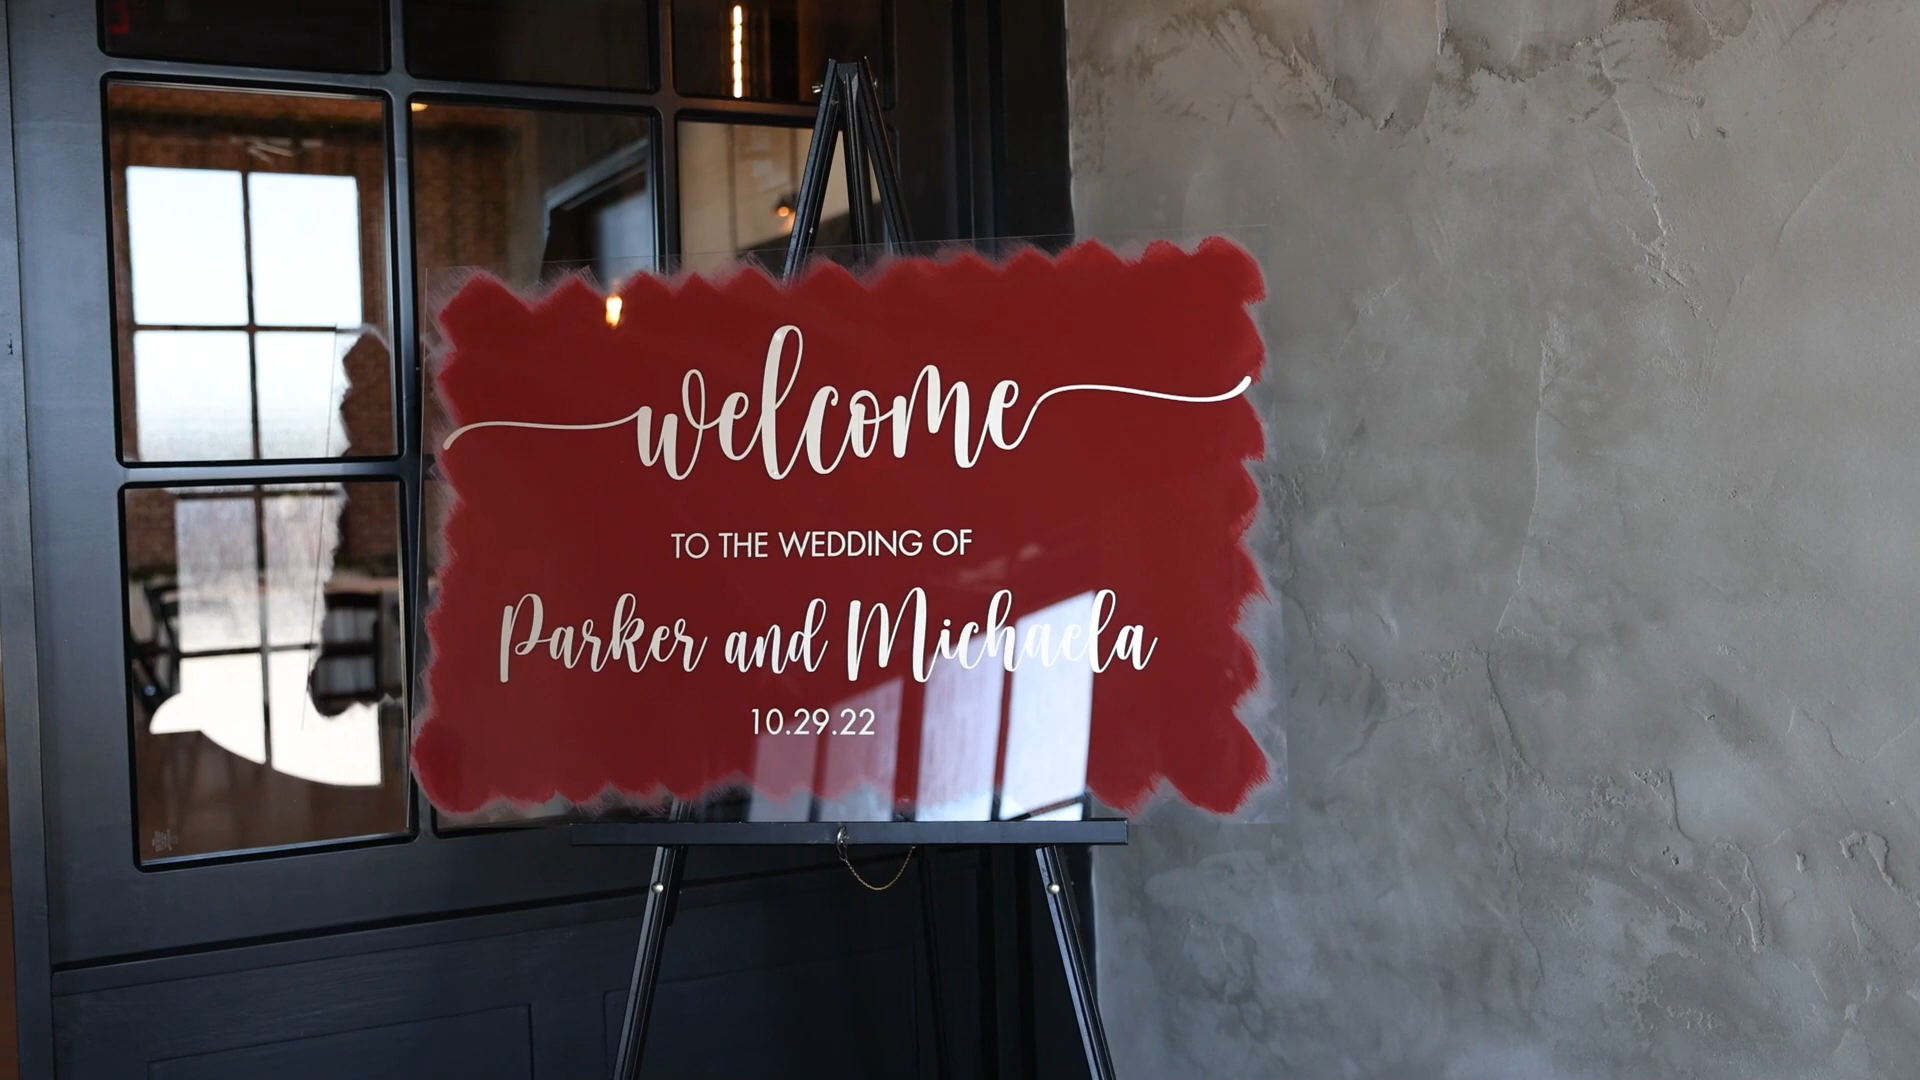 welcome
TO THE WEDDING OF
Parker and Michaela
10.29.22